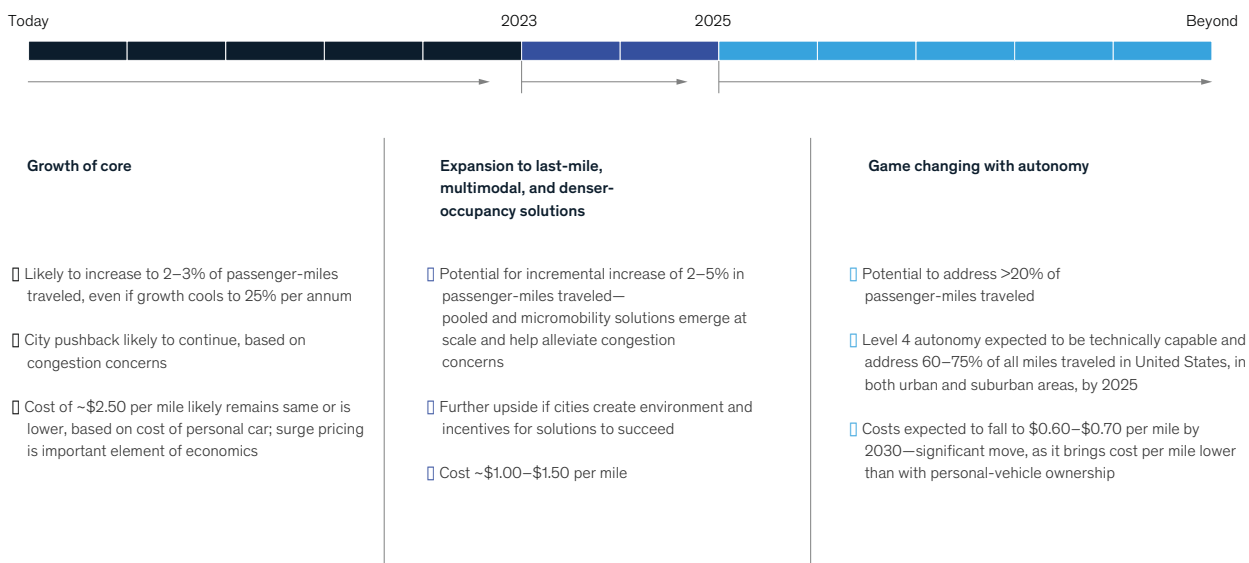 Today
2023
2025
Beyond
Growth of core
Likely to increase to 2–3% of passenger-miles
traveled, even if growth cools to 25% per annum
City pushback likely to continue, based on
congestion concerns
Cost of ~$2.50 per mile likely remains same or is
lower, based on cost of personal car; surge pricing
is important element of economics
Expansion to last-mile,
multimodal, and denser-
occupancy solutions
Potential for incremental increase of 2–5% in
passenger-miles traveled—
pooled and micromobility solutions emerge at
scale and help alleviate congestion
concerns
Further upside if cities create environment and
incentives for solutions to succeed
Cost ~$1.00–$1.50 per mile
Game changing with autonomy
Potential to address >20% of
passenger-miles traveled
Level 4 autonomy expected to be technically capable and
address 60–75% of all miles traveled in United States, in
both urban and suburban areas, by 2025
Costs expected to fall to $0.60–$0.70 per mile by
2030—significant move, as it brings cost per mile lower
than with personal-vehicle ownership